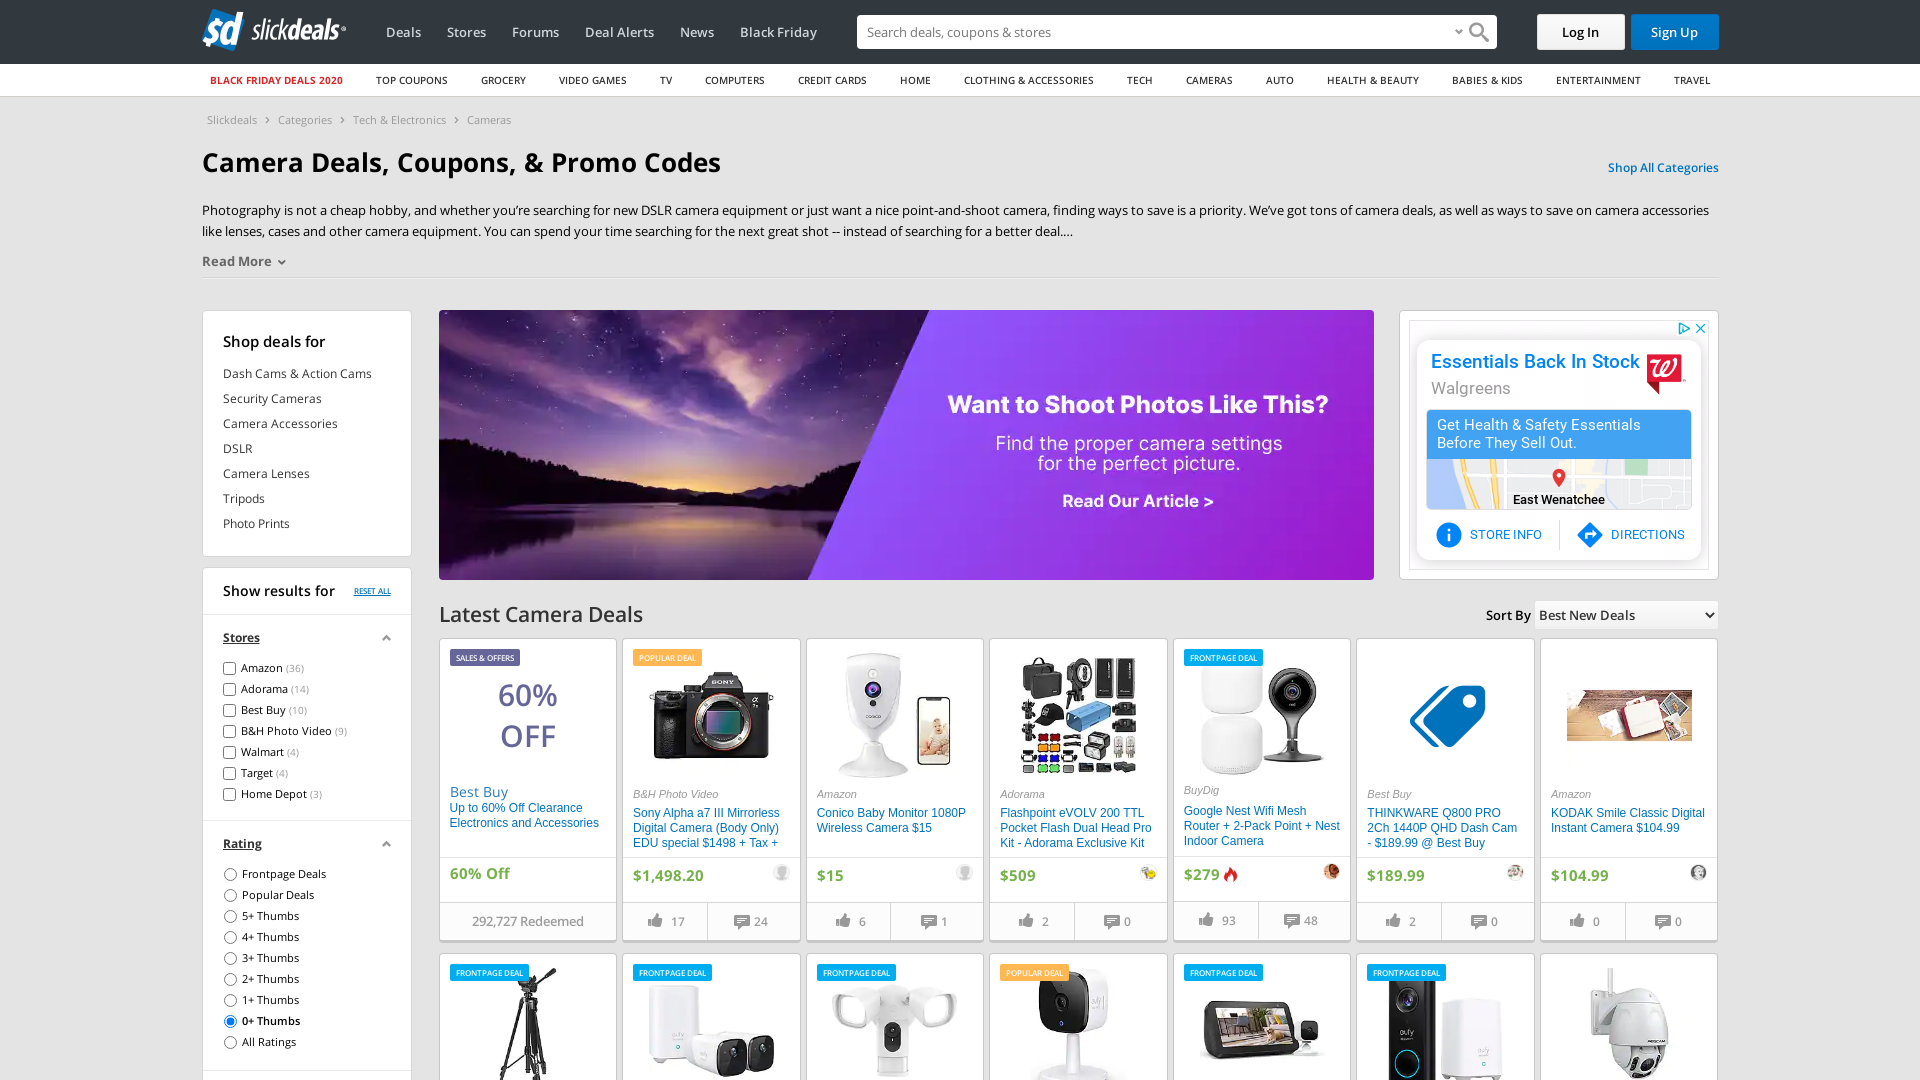 sd slickdeals
Deals
Stores
Forums
Deal Alerts
News
Black Friday
Search deals, coupons & stores
Log In
Sign Up
BLACK FRIDAY DEALS 2020
TOP COUPONS
GROCERY
VIDEO GAMES
TV
COMPUTERS
CREDIT CARDS
HOME
CLOTHING & ACCESSORIES
TECH
CAMERAS
AUTO
HEALTH & BEAUTY
BABIES & KIDS
ENTERTAINMENT
TRAVEL
Slickdeals > Categories > Tech & Electronics > Cameras
Camera Deals, Coupons, & Promo Codes
Shop All Categories
Photography is not a cheap hobby, and whether you’re searching for new DSLR camera equipment or just want a nice point-and-shoot camera, finding ways to save is a priority. We’ve got tons of camera deals, as well as ways to save on camera accessories
like lenses, cases and other camera equipment. You can spend your time searching for the next great shot -- instead of searching for a better deal....
Read More
Shop deals for
Dash Cams & Action Cams
Security Cameras
Camera Accessories
DSLR
Camera Lenses
Tripods
Photo Prints
Show results for
RESET ALL
Stores
Amazon (36)
Adorama (14)
Best Buy (10)
B&H Photo Video (9)
Walmart (4)
Target (4)
Home Depot (3)
Rating
Frontpage Deals
Popular Deals
5+ Thumbs
4+ Thumbs
3+ Thumbs
2+ Thumbs
1+ Thumbs
0+ Thumbs
All Ratings
Want to Shoot Photos Like This?
Find the proper camera settings
for the perfect picture.
Read Our Article >
Essentials Back In Stock
Walgreens
Get Health & Safety Essentials
Before They Sell Out.
East Wenatchee
STORE INFO
DIRECTIONS
Latest Camera Deals
Sort By
Best New Deals
SALES & OFFERS
60%
OFF
Best Buy
Up to 60% Off Clearance
Electronics and Accessories
60% Off
292,727 Redeemed
POPULAR DEAL
SONY
B&H Photo Video
Sony Alpha a7 III Mirrorless
Digital Camera (Body Only)
EDU special $1498 + Tax +
$1,498.20
17
24
Amazon
Conico Baby Monitor 1080P
Wireless Camera $15
$15
6
1
Adorama
Flashpoint eVOLV 200 TTL
Pocket Flash Dual Head Pro
Kit - Adorama Exclusive Kit
$509
2
0
FRONTPAGE DEAL
BuyDig
Google Nest Wifi Mesh
Router + 2-Pack Point + Nest
Indoor Camera
$279
93
48
Best Buy
THINKWARE Q800 PRO
2Ch 1440P QHD Dash Cam
- $189.99 @ Best Buy
$189.99
2
0
Amazon
KODAK Smile Classic Digital
Instant Camera $104.99
$104.99
0
0
FRONTPAGE DEAL
FRONTPAGE DEAL
FRONTPAGE DEAL
POPULAR DEAL
FRONTPAGE DEAL
FRONTPAGE DEAL
eufy